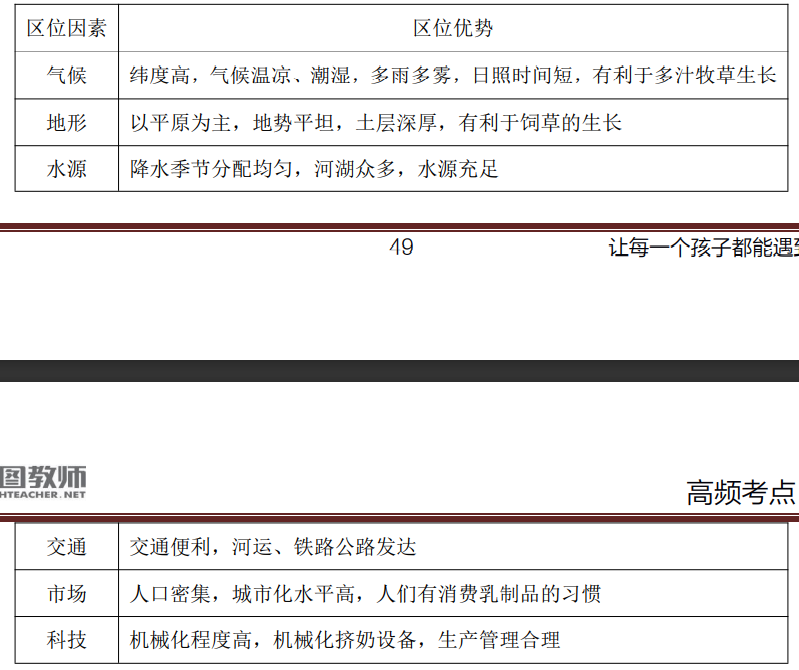 区位因素 区位优势
气候 纬度高，气候温凉、潮湿，多雨多雾，日照时间短，有利于多汁牧草生长
地形 以平原为主，地势平坦，土层深厚，有利于饲草的生长
水源 降水季节分配均匀，河湖众多，水源充足
49 让每一个孩子都能遇到
图教师
HTEACHER.NET
高频考点
交通 交通便利，河运、铁路公路发达
市场 人口密集，城市化水平高，人们有消费乳制品的习惯
科技 机械化程度高，机械化挤奶设备，生产管理合理